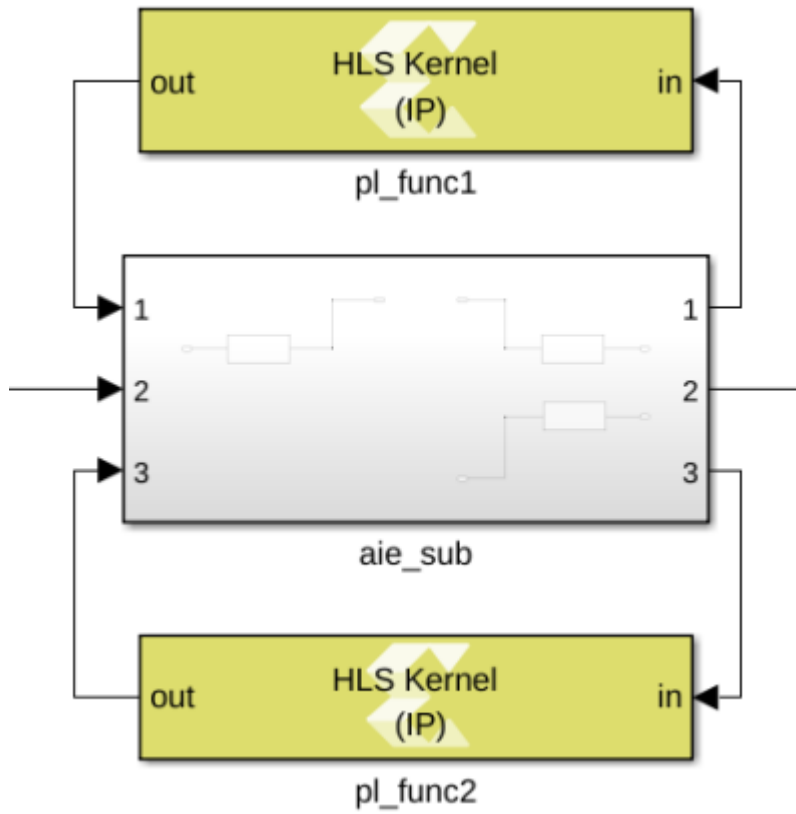 out HLS Kernel in
(IP)
pl_func1
1 1
2 2
3 3
aie_sub
out HLS Kernel in
(IP)
pl_func2